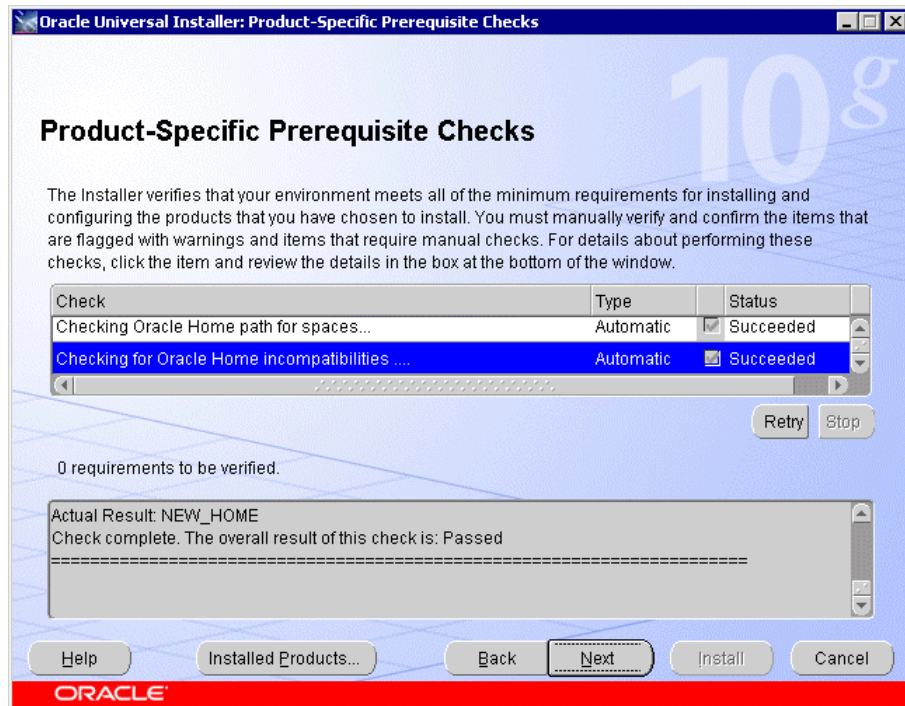 Oracle Universal Installer: Product-Specific Prerequisite Checks
10g
Product-Specific Prerequisite Checks
The Installer verifies that your environment meets all of the minimum requirements for installing and
configuring the products that you have chosen to install. You must manually verify and confirm the items that
are flagged with warnings and items that require manual checks. For details about performing these
checks, click the item and review the details in the box at the bottom of the window.
Check Type Status
Checking Oracle Home path for spaces... Automatic Succeeded
Checking for Oracle Home incompatibilities .... Automatic Succeeded
Retry Stop
0 requirements to be verified.
Actual Result: NEW_HOME
Check complete. The overall result of this check is: Passed
========================================================================
Help Installed Products... Back Next Install Cancel
ORACLE